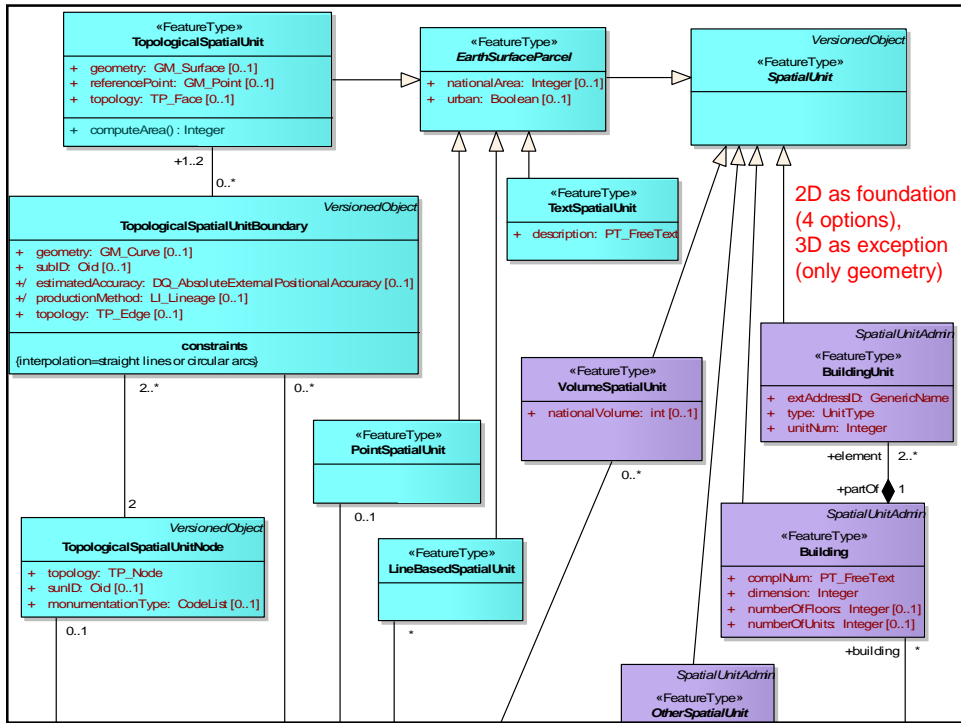 «FeatureType»
TopologicalSpatialUnit
+ geometry: GM_Surface [0..1]
+ referencePoint: GM_Point [0..1]
+ topology: TP_Face [0..1]
+ computeArea() : Integer
«FeatureType»
EarthSurfaceParcel
+ nationalArea: Integer [0..1]
+ urban: Boolean [0..1]
VersionedObject
«FeatureType»
SpatialUnit
+1..2
0..*
VersionedObject
TopologicalSpatialUnitBoundary
+ geometry: GM_Curve [0..1]
+ subID: Oid [0..1]
+/ estimatedAccuracy: DQ_AbsoluteExternalPositionalAccuracy [0..1]
+/ productionMethod: LI_Lineage [0..1]
+ topology: TP_Edge [0..1]
constraints
{interpolation=straight lines or circular arcs}
«FeatureType»
TextSpatialUnit
+ description: PT_FreeText
2D as foundation
(4 options),
3D as exception
(only geometry)
2..*
0..*
«FeatureType»
VolumeSpatialUnit
+ nationalVolume: int [0..1]
0..*
SpatialUnitAdmin
«FeatureType»
BuildingUnit
+ extAddressID: GenericName
+ type: UnitType
+ unitNum: Integer
+element
2..*
+partOf
1
«FeatureType»
PointSpatialUnit
0..1
2
VersionedObject
TopologicalSpatialUnitNode
+ topology: TP_Node
+ sunID: Oid [0..1]
+ monumentationType: CodeList [0..1]
0..1
«FeatureType»
LineBasedSpatialUnit
*
SpatialUnitAdmin
«FeatureType»
Building
+ complNum: PT_FreeText
+ dimension: Integer
+ numberOfFloors: Integer [0..1]
+ numberOfUnits: Integer [0..1]
+building
*
SpatialUnitAdmin
«FeatureType»
OtherSpatialUnit